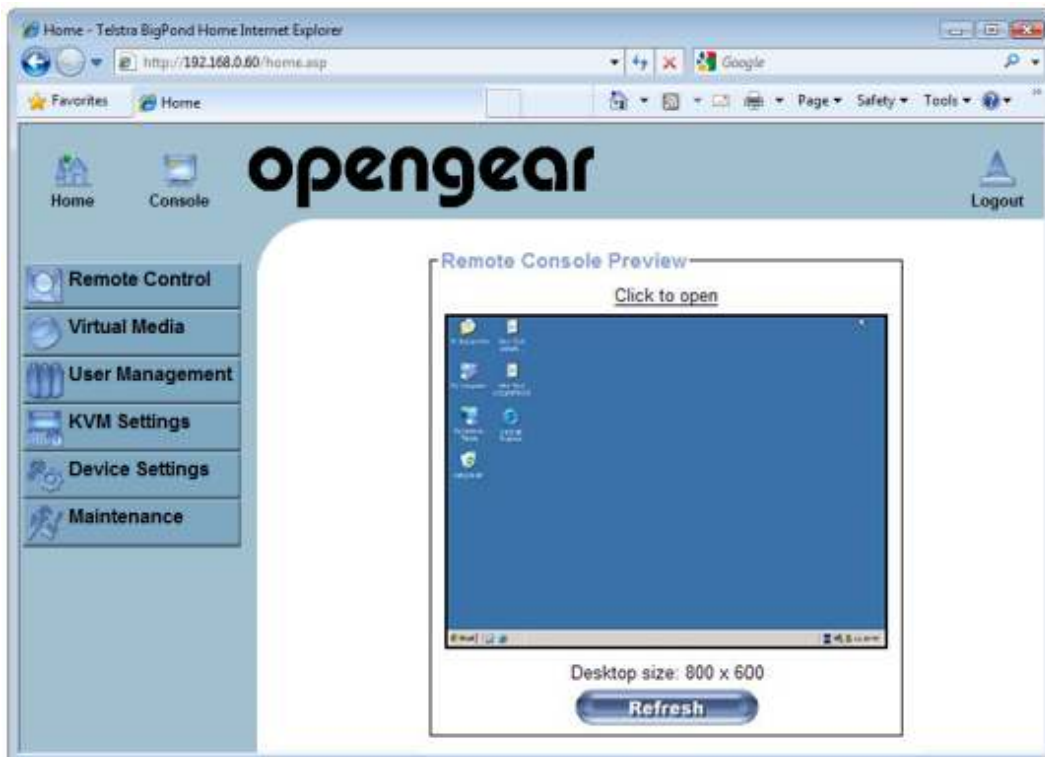 Home - Telstra BigPond Home Internet Explorer
http://192.168.0.60/home.asp
Google
Favorites
Home
Page
Safety
Tools
opengear
Home
Console
Logout
Remote Control
Virtual Media
User Management
KVM Settings
Device Settings
Maintenance
Remote Console Preview
Click to open
Desktop size: 800 x 600
Refresh